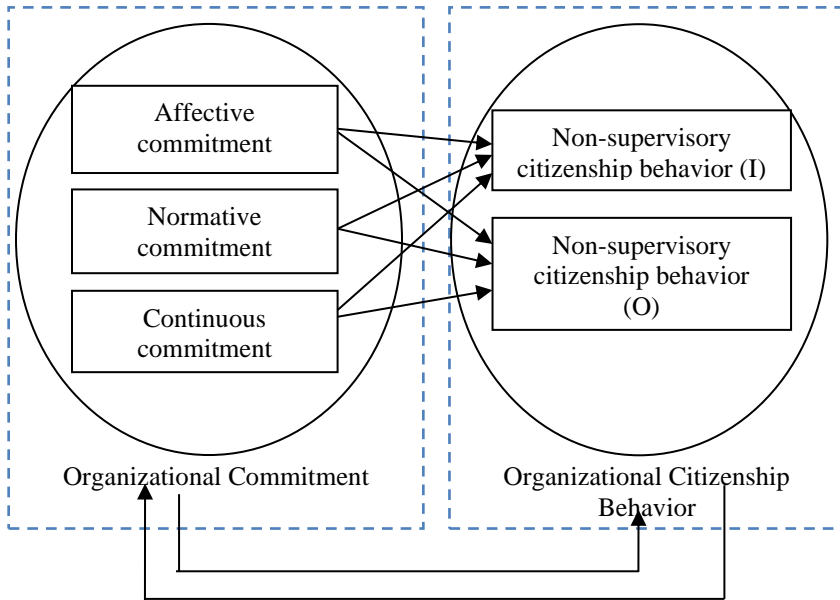 Affective
commitment
Normative
commitment
Continuous
commitment
Organizational Commitment
Non-supervisory
citizenship behavior (I)
Non-supervisory
citizenship behavior
(O)
Organizational Citizenship
Behavior